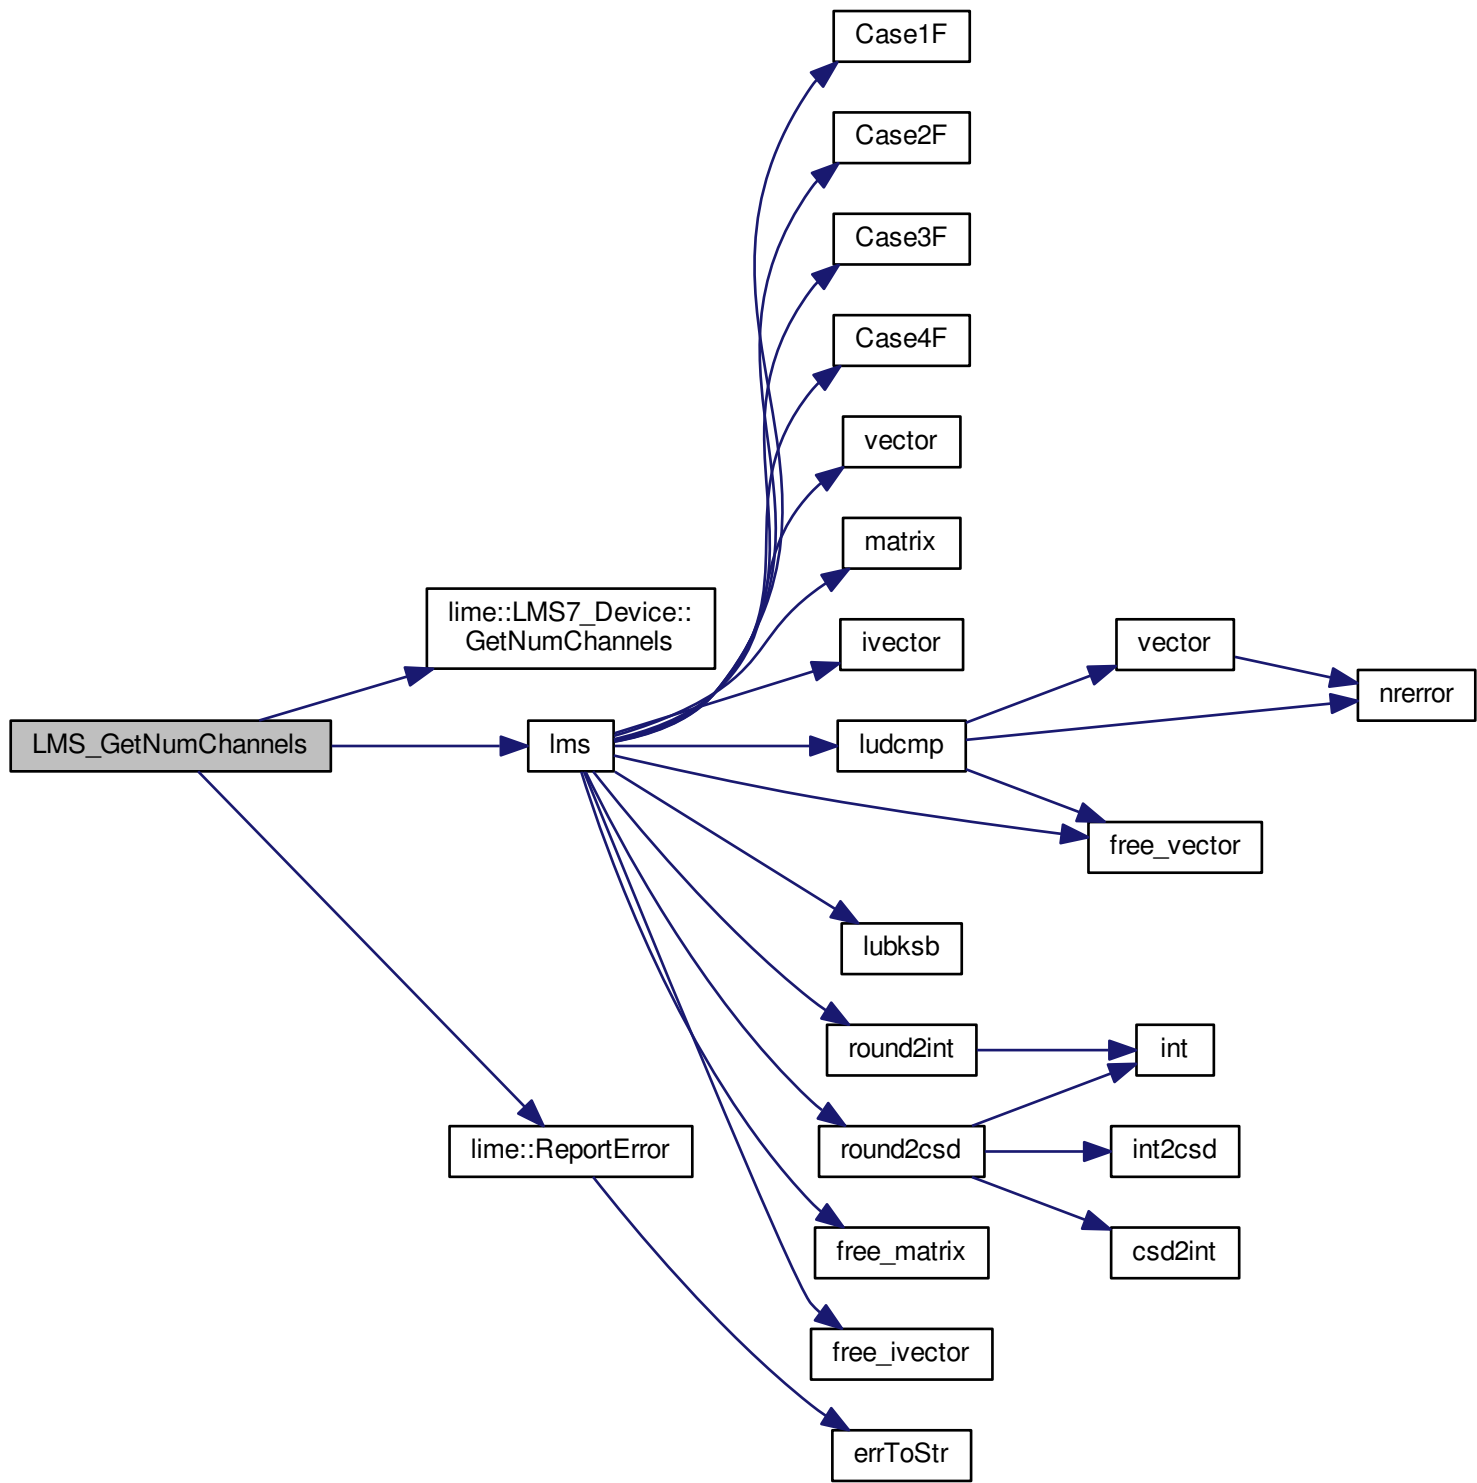 Case1F
Case2F
Case3F
Case4F
vector
matrix
lime::LMS7_Device::
GetNumChannels
ivector
vector
nrerror
LMS_GetNumChannels
lms
ludcmp
free_vector
lubksb
round2int
int
lime::ReportError
round2csd
int2csd
free_matrix
csd2int
free_ivector
errToStr